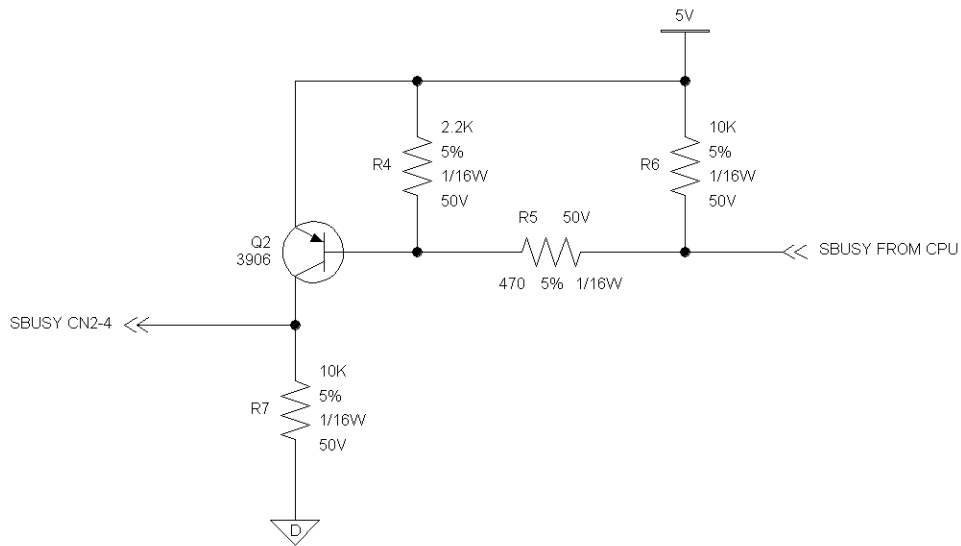 5V
2.2K
5%
1/16W
50V
R4
10K
5%
1/16W
50V
R6
R5 50V
470 5% 1/16W
Q2
3906
SBUSY FROM CPU
SBUSY CN2-4
10K
5%
1/16W
50V
R7
D